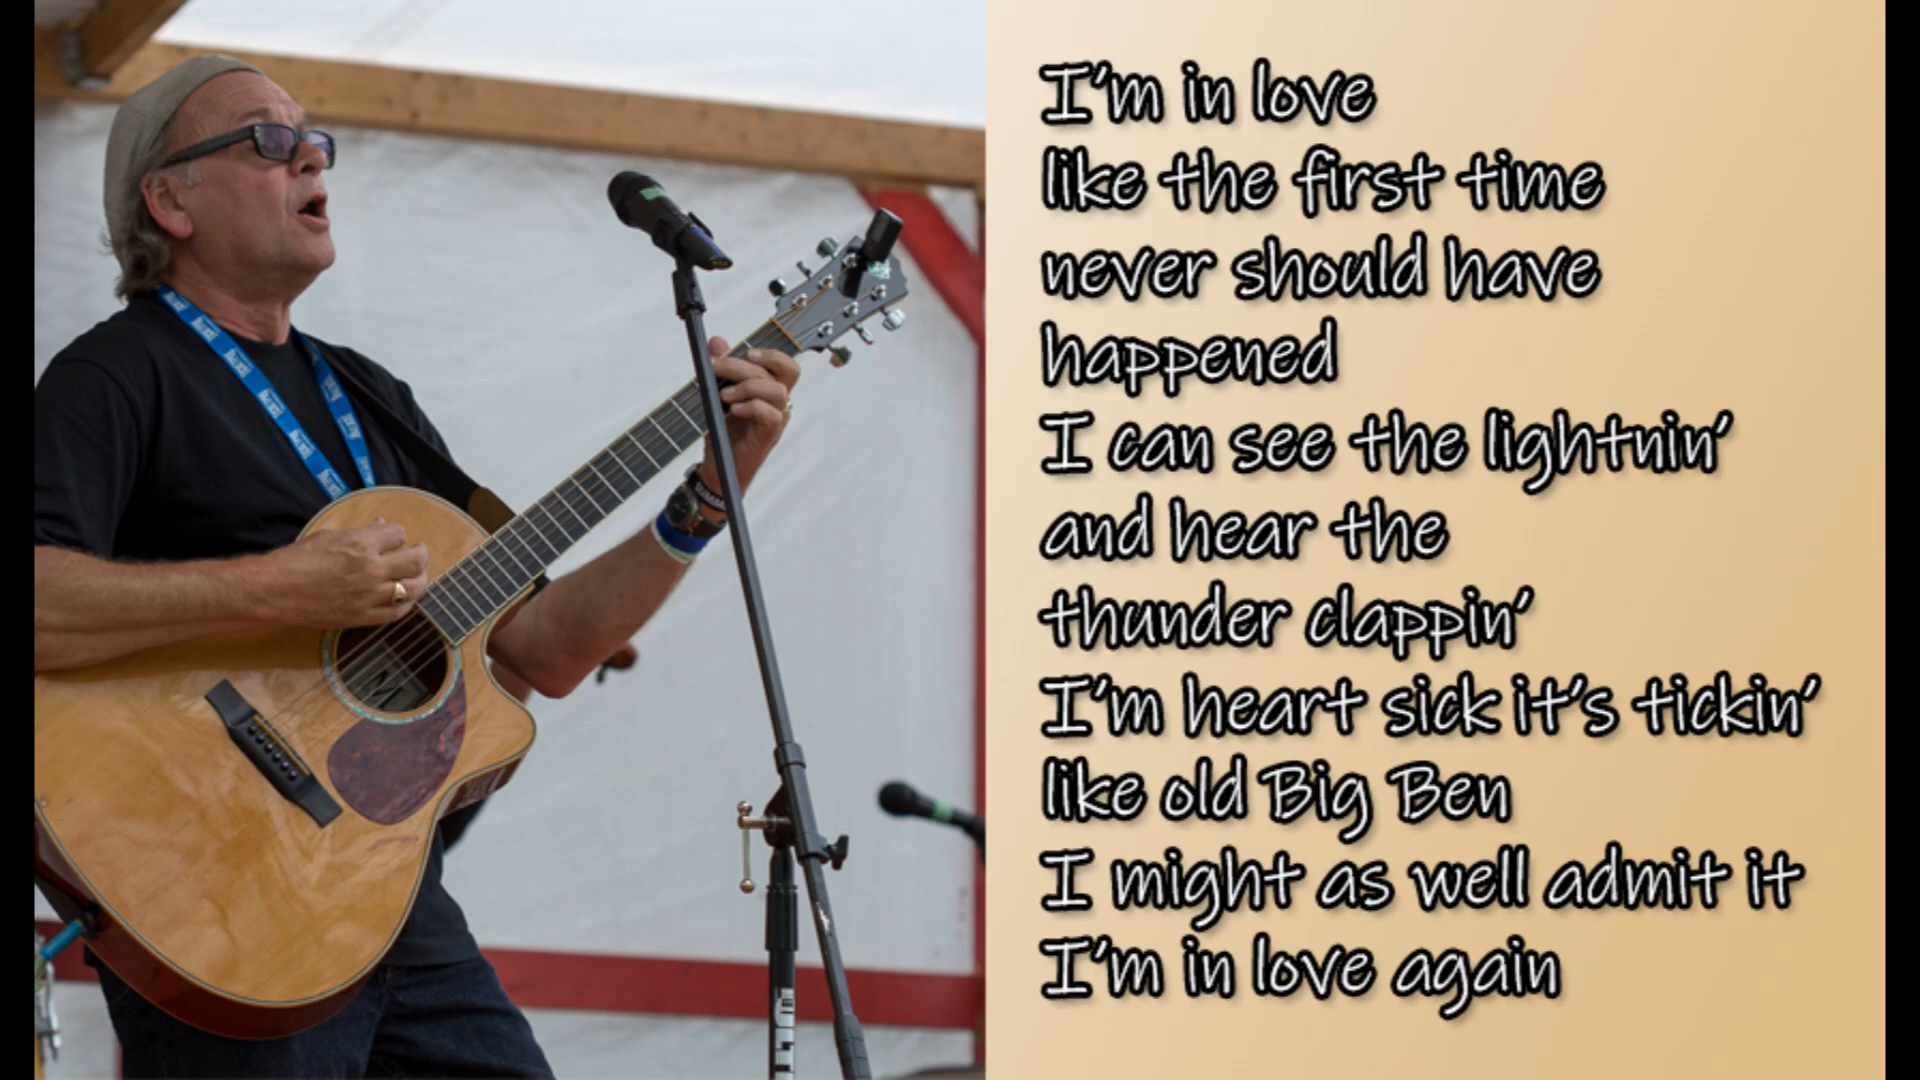 I'm in love
like the first time
never should have
happened
I can see the lightnin'
and hear the
thunder clappin'
I'm heart sick it's tickin'
like old Big Ben
I might as well admit it
I'm in love again